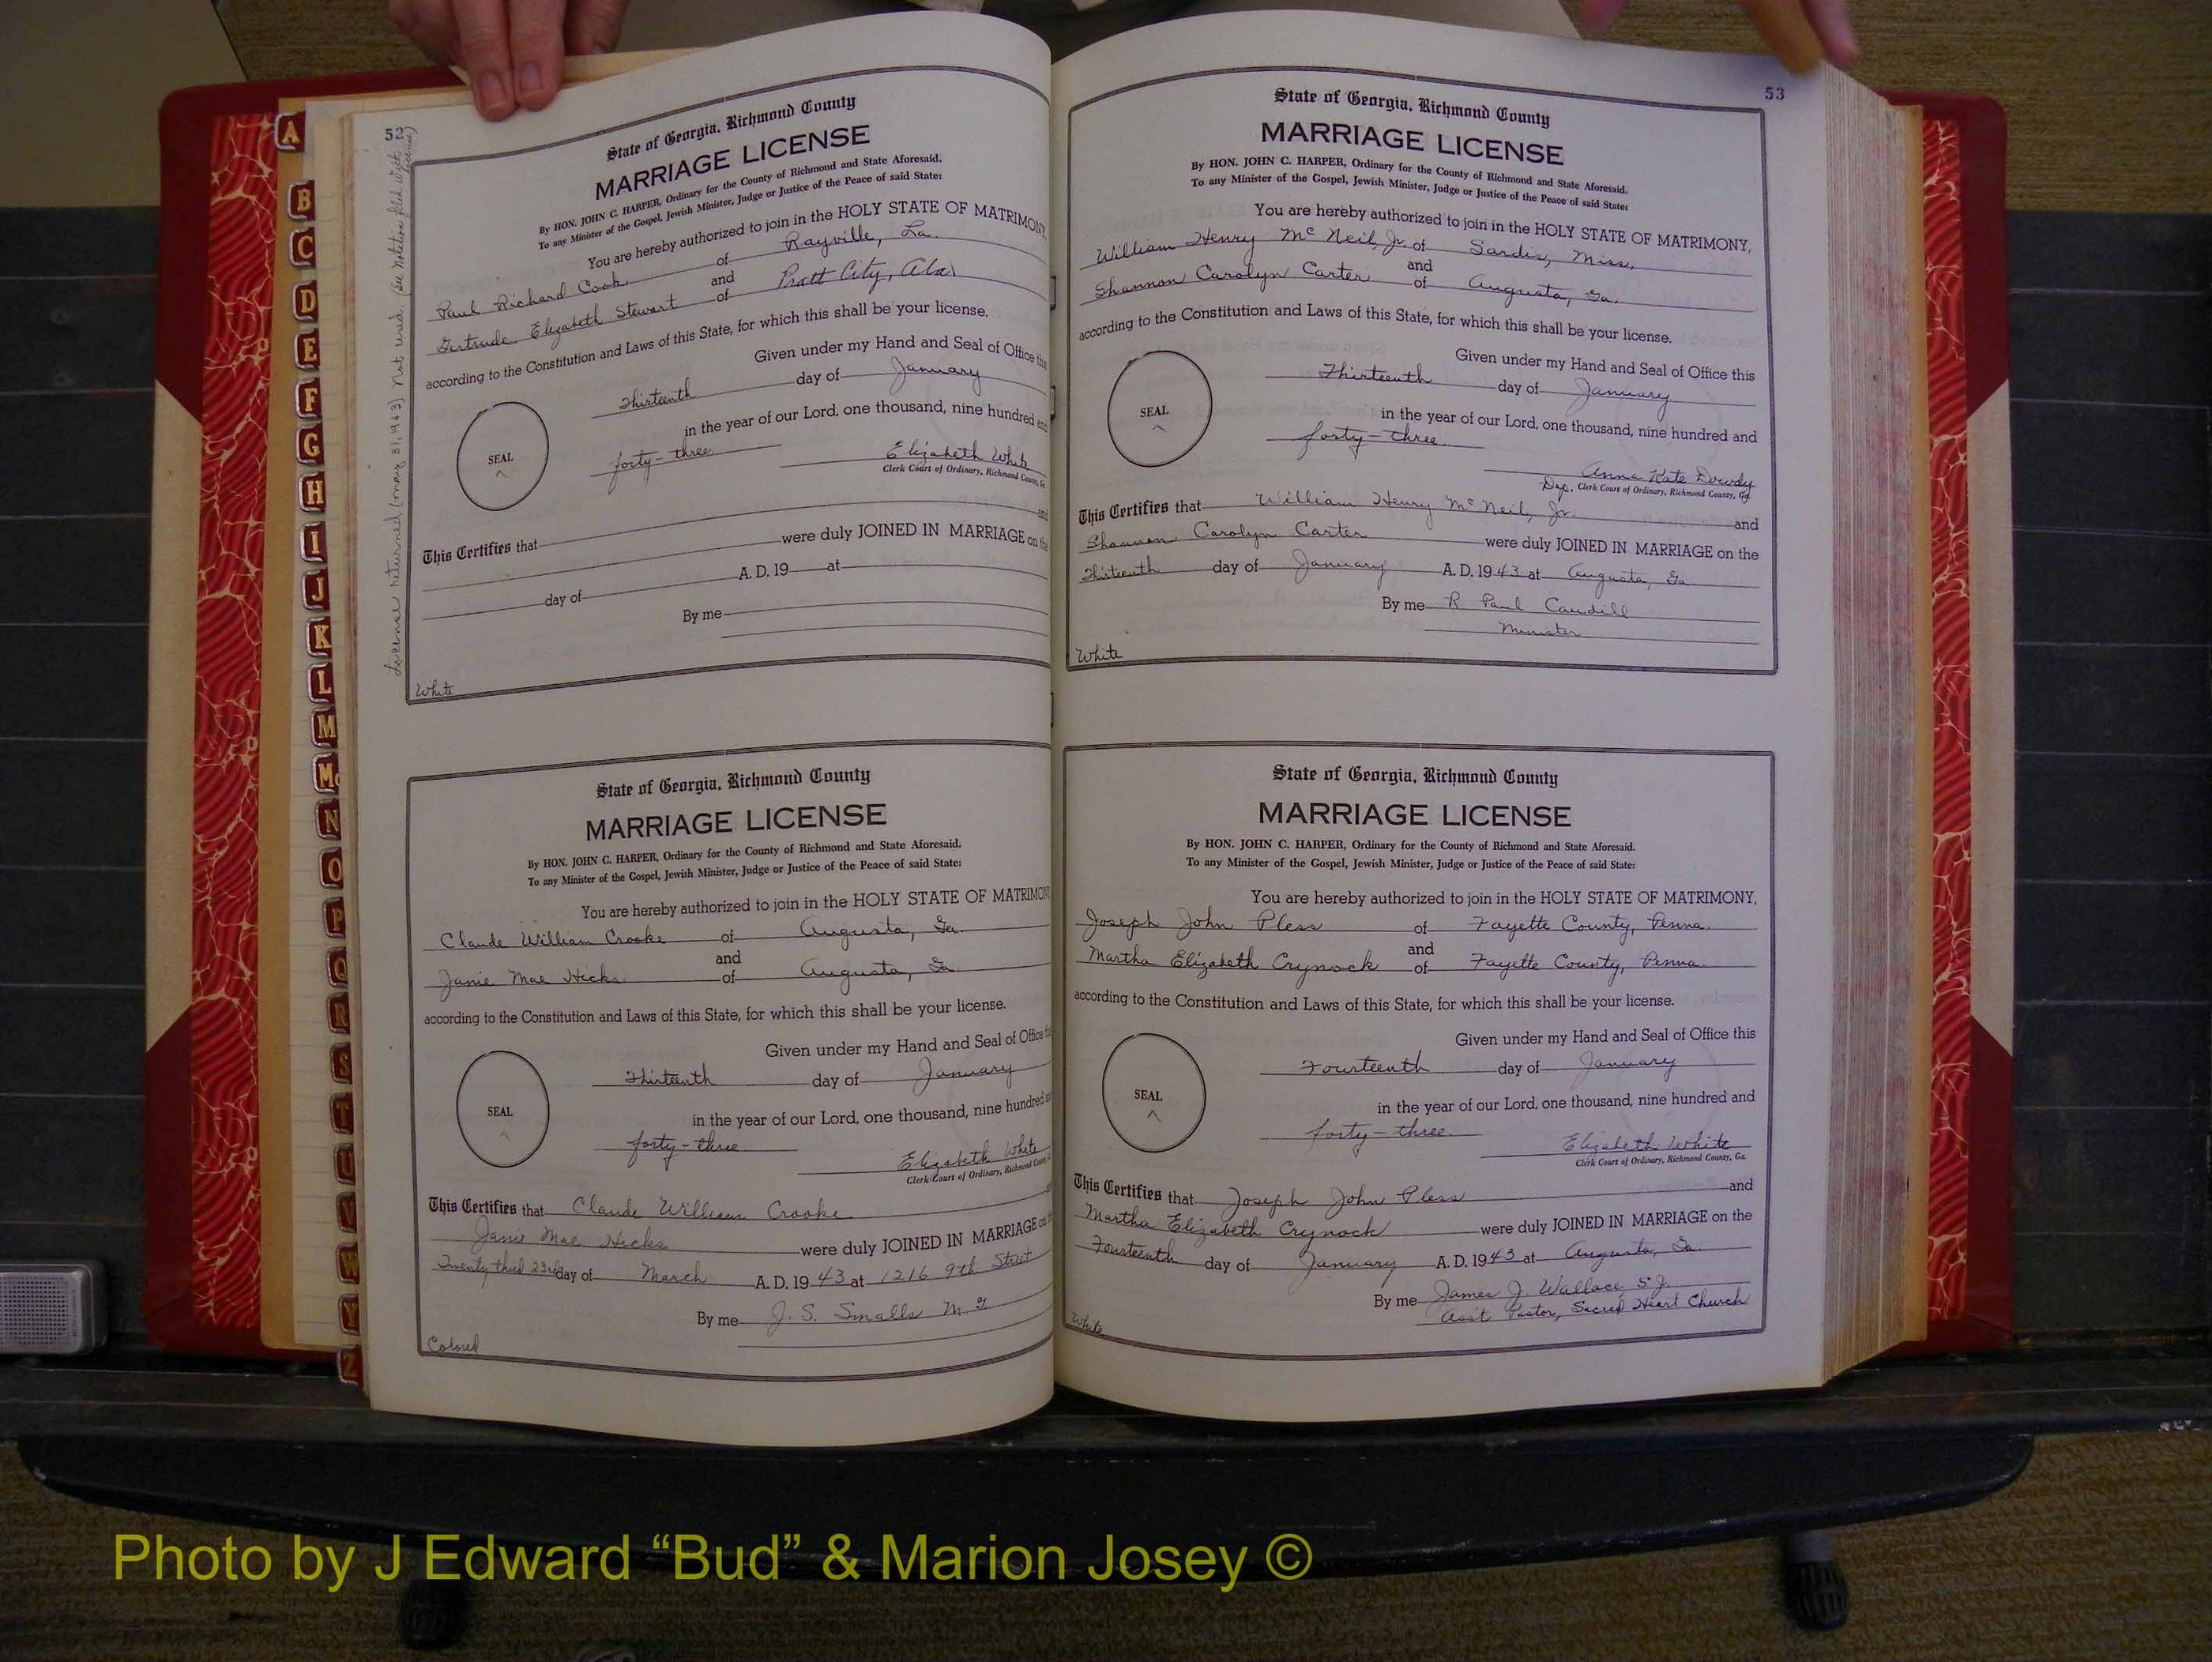 52
License returned (May 31, 1943) Not used. (See notation filed with license)
State of Georgia, Richmond County
MARRIAGE LICENSE
By HON. JOHN C. HARPER, Ordinary for the County of Richmond and State Aforesaid.
To any Minister of the Gospel, Jewish Minister, Judge or Justice of the Peace of said State:
You are hereby authorized to join in the HOLY STATE OF MATRIMONY,
Paul Richard Cook of Rayville, La.
and
Gertrude Elizabeth Stewart of Pratt City, Ala.
according to the Constitution and Laws of this State, for which this shall be your license.
Given under my Hand and Seal of Office this
Thirteenth day of January
in the year of our Lord, one thousand, nine hundred and
SEAL
forty-three.
Elizabeth White
Clerk Court of Ordinary, Richmond County, Ga.
and
This Certifies that
were duly JOINED IN MARRIAGE on the
day of A. D. 19 at
By me
White
State of Georgia, Richmond County
MARRIAGE LICENSE
By HON. JOHN C. HARPER, Ordinary for the County of Richmond and State Aforesaid.
To any Minister of the Gospel, Jewish Minister, Judge or Justice of the Peace of said State:
You are hereby authorized to join in the HOLY STATE OF MATRIMONY
Claude William Crooke of Augusta, Ga.
and
Janie Mae Hicks of Augusta, Ga.
according to the Constitution and Laws of this State, for which this shall be your license.
Given under my Hand and Seal of Office this
Thirteenth day of January
SEAL
in the year of our Lord, one thousand, nine hundred and
forty-three.
Elizabeth White
Clerk Court of Ordinary, Richmond County
This Certifies that Claude William Crooke
Janie Mae Hicks were duly JOINED IN MARRIAGE on the
Twenty third 23rd day of March A. D. 1943 at 1216 9th Street
By me J. S. Smalls M. G
Colored
53
State of Georgia, Richmond County
MARRIAGE LICENSE
By HON. JOHN C. HARPER, Ordinary for the County of Richmond and State Aforesaid.
To any Minister of the Gospel, Jewish Minister, Judge or Justice of the Peace of said State:
You are hereby authorized to join in the HOLY STATE OF MATRIMONY,
William Henry McNeil, Jr. of Sardis, Miss.
and
Shannon Carolyn Carter of Augusta, Ga.
according to the Constitution and Laws of this State, for which this shall be your license.
Given under my Hand and Seal of Office this
Thirteenth day of January
SEAL
in the year of our Lord, one thousand, nine hundred and
forty-three.
Anna Kate Dowdy
Dep. Clerk Court of Ordinary, Richmond County, Ga
This Certifies that William Henry McNeil, Jr. and
Shannon Carolyn Carter were duly JOINED IN MARRIAGE on the
Thirteenth day of January A. D. 1943 at Augusta, Ga.
By me R. Paul Caudill
Minister
White
State of Georgia, Richmond County
MARRIAGE LICENSE
By HON. JOHN C. HARPER, Ordinary for the County of Richmond and State Aforesaid.
To any Minister of the Gospel, Jewish Minister, Judge or Justice of the Peace of said State:
You are hereby authorized to join in the HOLY STATE OF MATRIMONY,
Joseph John Pless of Fayette County, Penna.
and
Martha Elizabeth Crynock of Fayette County, Penna.
according to the Constitution and Laws of this State, for which this shall be your license.
Given under my Hand and Seal of Office this
Fourteenth day of January
SEAL
in the year of our Lord, one thousand, nine hundred and
forty-three.
Elizabeth White
Clerk Court of Ordinary, Richmond County, Ga.
This Certifies that Joseph John Pless and
Martha Elizabeth Crynock were duly JOINED IN MARRIAGE on the
Fourteenth day of January A. D. 1943 at Augusta, Ga.
By me James J. Wallace, S. J.
Asst Pastor, Sacred Heart Church
White
A
B
C
D
E
F
G
H
I
J
K
L
M
Mc
N
O
P
Q
R
S
T
U
V
W
Y
Z
Photo by J Edward “Bud” & Marion Josey ©